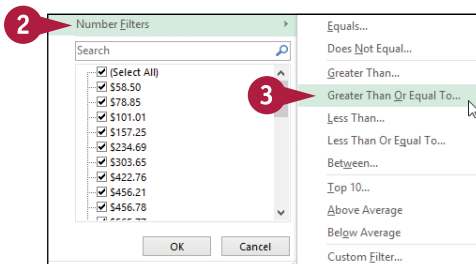 2
Number Filters
Search
(Select All)
$58.50
$78.85
$101.01
$157.25
$234.69
$303.65
$422.76
$456.21
$456.78
OK
Cancel
3
Equals...
Does Not Equal...
Greater Than...
Greater Than Or Equal To...
Less Than...
Less Than Or Equal To...
Between...
Top 10...
Above Average
Below Average
Custom Filter...